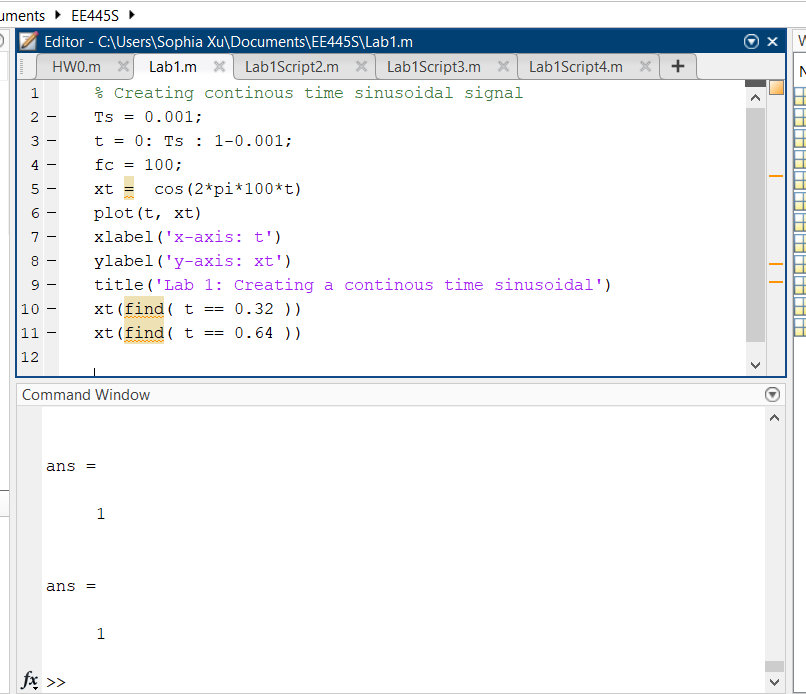 uments ▸ EE445S ▸
Editor - C:\Users\Sophia Xu\Documents\EE445S\Lab1.m
HW0.m Lab1.m Lab1Script2.m Lab1Script3.m Lab1Script4.m +
1 % Creating continous time sinusoidal signal
2 - Ts = 0.001;
3 - t = 0: Ts : 1-0.001;
4 - fc = 100;
5 - xt = cos(2*pi*100*t)
6 - plot(t, xt)
7 - xlabel('x-axis: t')
8 - ylabel('y-axis: xt')
9 - title('Lab 1: Creating a continous time sinusoidal')
10 - xt(find( t == 0.32 ))
11 - xt(find( t == 0.64 ))
12
Command Window
ans =
1
ans =
1
fx >>